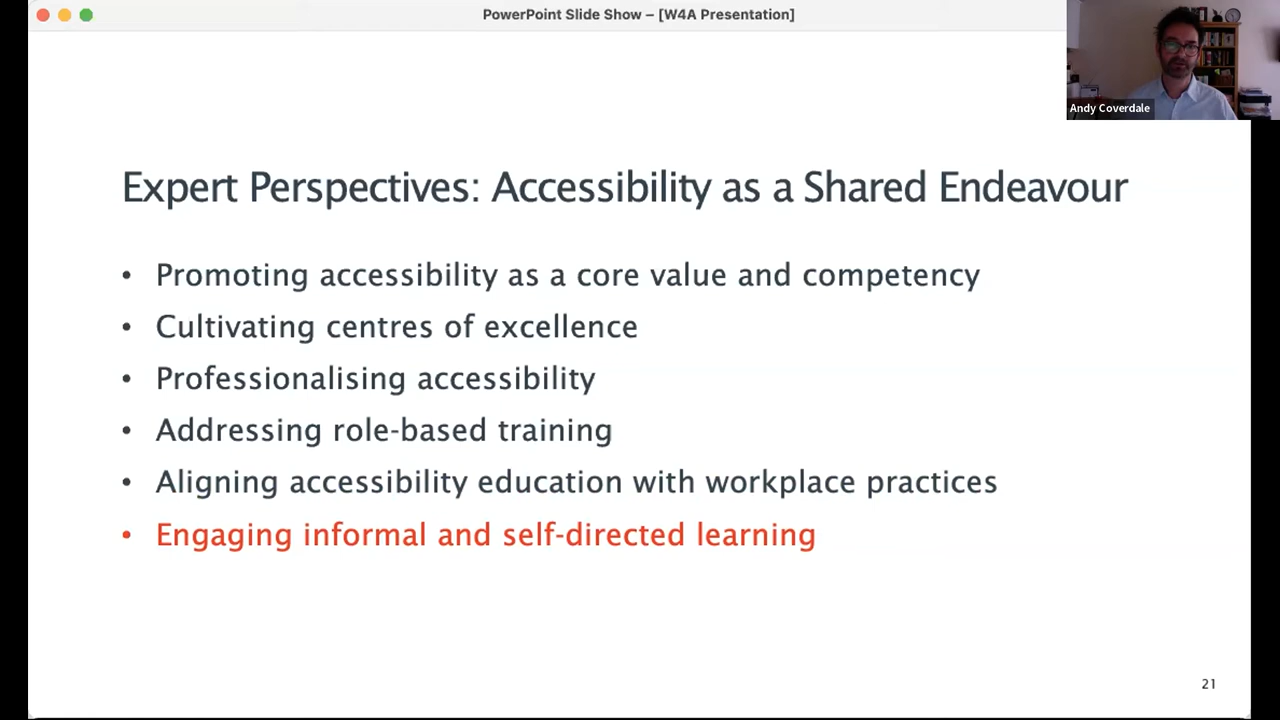 PowerPoint Slide Show – [W4A Presentation]
Andy Coverdale
Expert Perspectives: Accessibility as a Shared Endeavour
• Promoting accessibility as a core value and competency
• Cultivating centres of excellence
• Professionalising accessibility
• Addressing role-based training
• Aligning accessibility education with workplace practices
• Engaging informal and self-directed learning
21